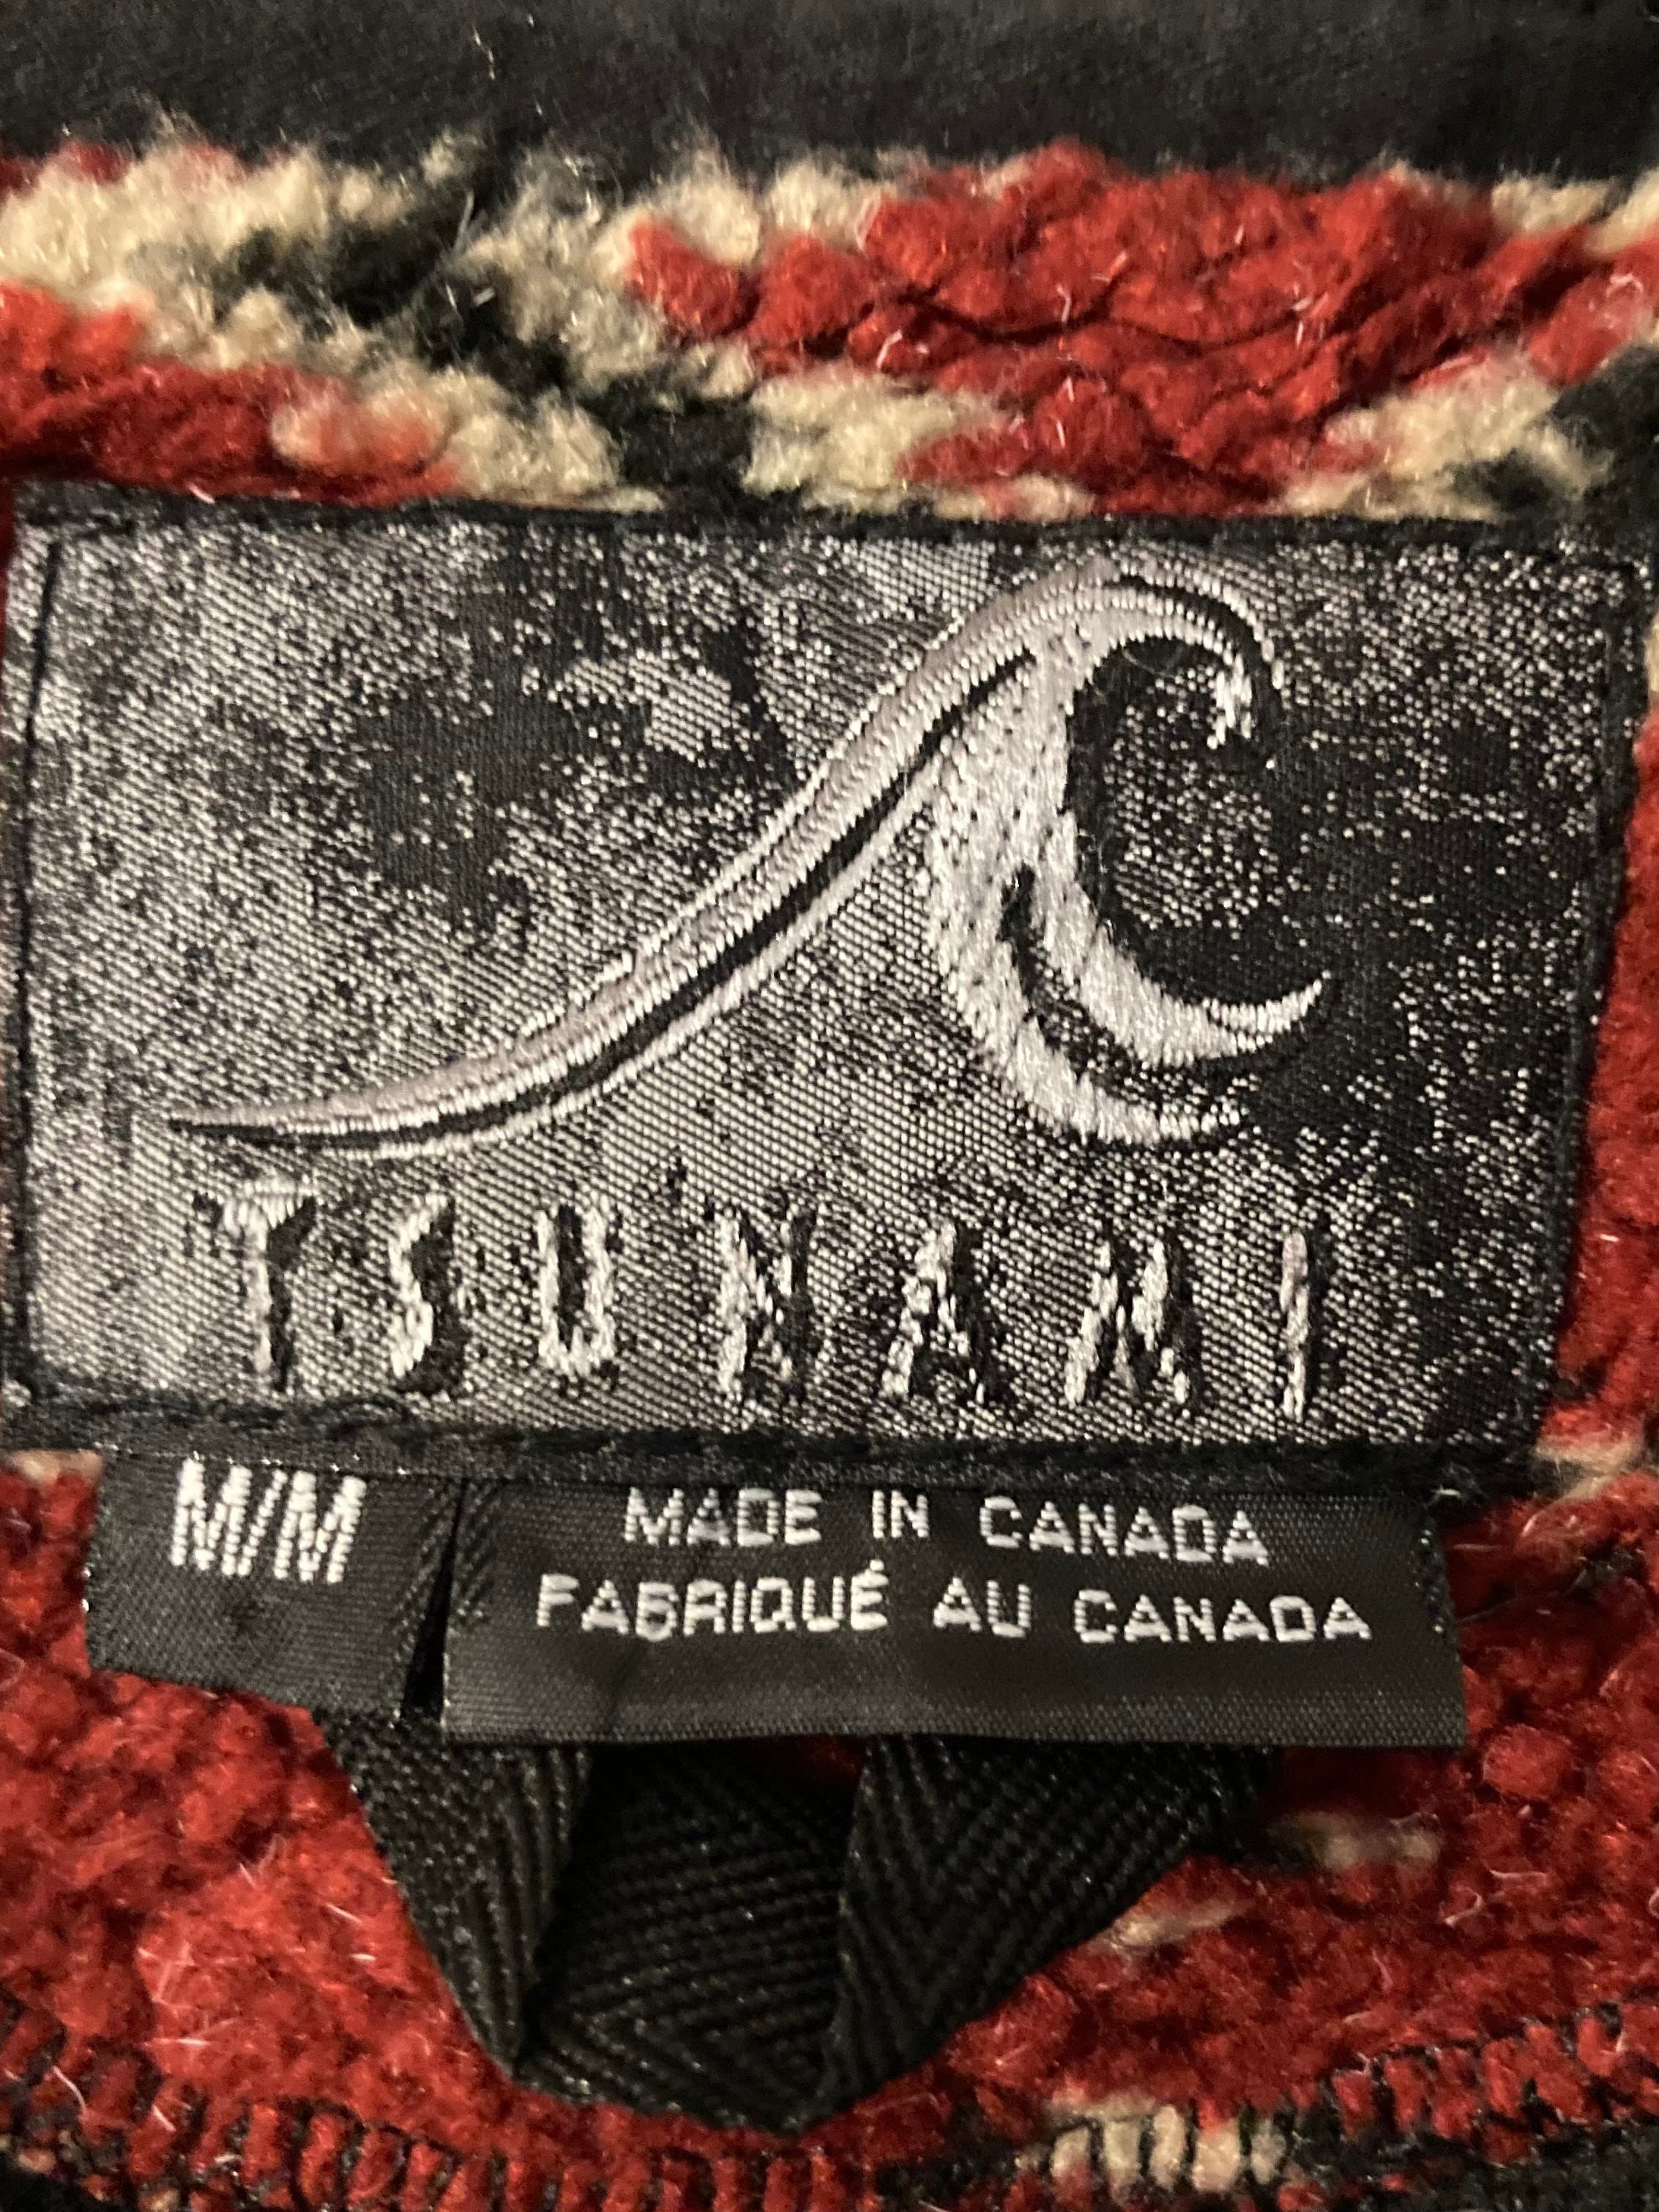 TSUNAMI
M/M
MADE IN CANADA
FABRIQUÉ AU CANADA